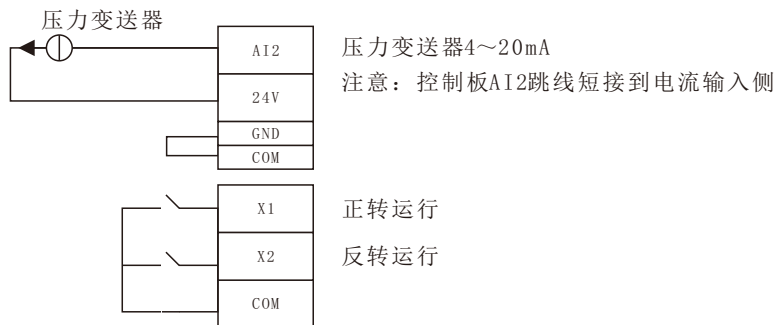 压力变送器
AI2
压力变送器4～20mA
注意：控制板AI2跳线短接到电流输入侧
24V
GND
COM
X1
正转运行
X2
反转运行
COM